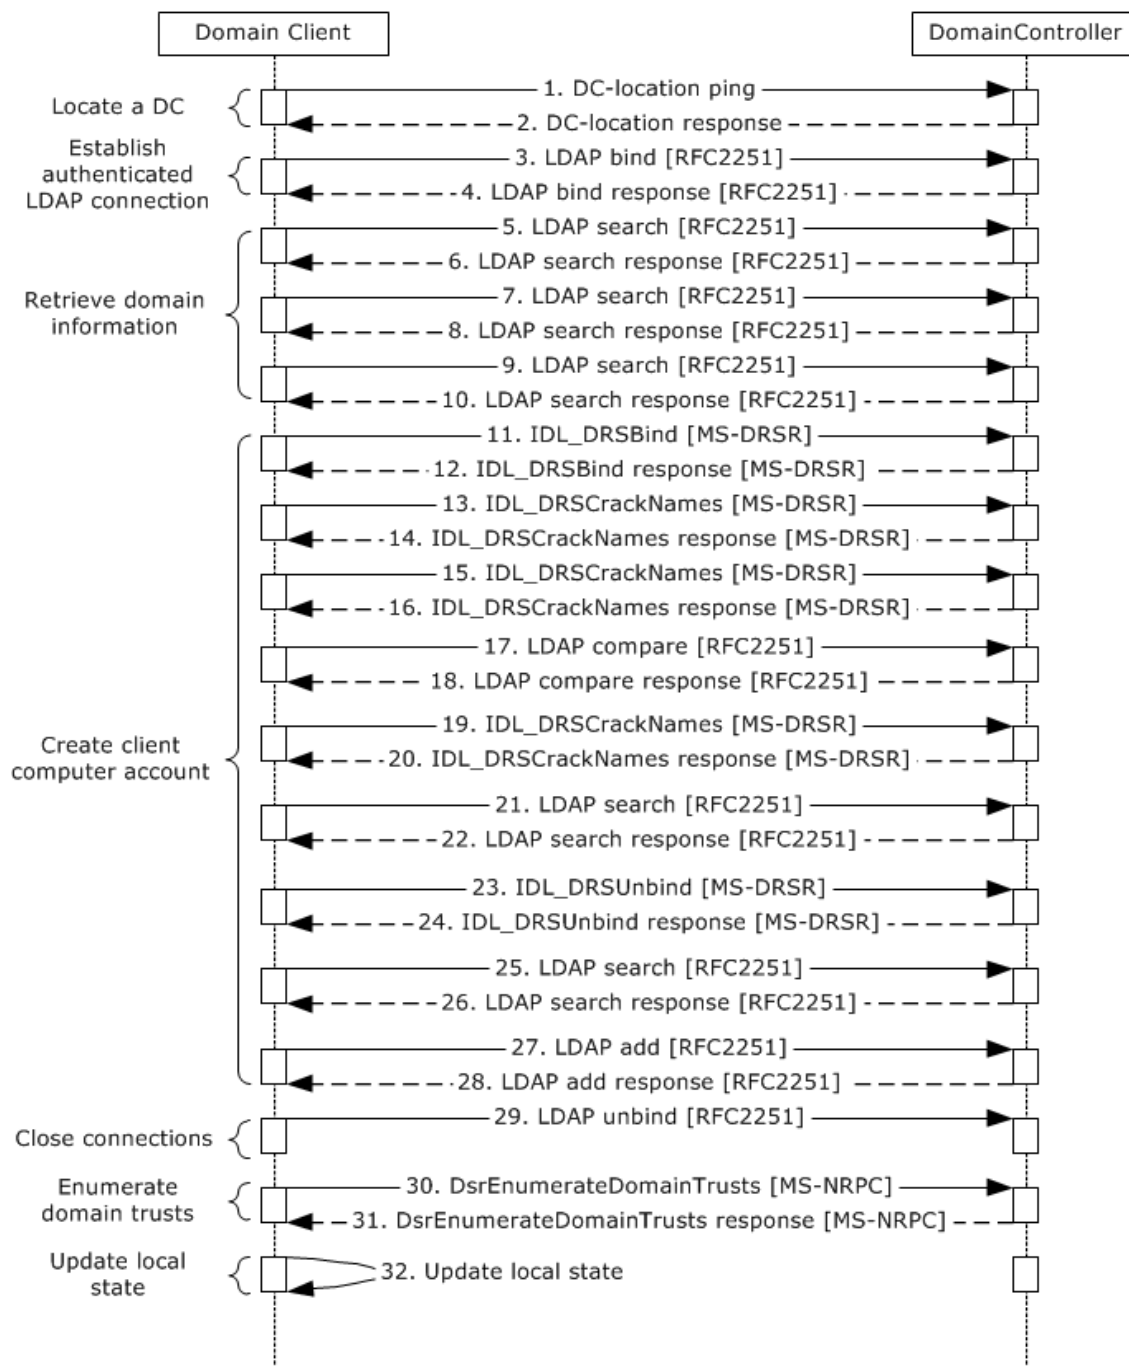 Domain Client
DomainController
Locate a DC
1. DC-location ping
2. DC-location response
Establish
authenticated
LDAP connection
3. LDAP bind [RFC2251]
4. LDAP bind response [RFC2251]
Retrieve domain
information
5. LDAP search [RFC2251]
6. LDAP search response [RFC2251]
7. LDAP search [RFC2251]
8. LDAP search response [RFC2251]
9. LDAP search [RFC2251]
10. LDAP search response [RFC2251]
Create client
computer account
11. IDL_DRSBind [MS-DRSR]
12. IDL_DRSBind response [MS-DRSR]
13. IDL_DRSCrackNames [MS-DRSR]
14. IDL_DRSCrackNames response [MS-DRSR]
15. IDL_DRSCrackNames [MS-DRSR]
16. IDL_DRSCrackNames response [MS-DRSR]
17. LDAP compare [RFC2251]
18. LDAP compare response [RFC2251]
19. IDL_DRSCrackNames [MS-DRSR]
20. IDL_DRSCrackNames response [MS-DRSR]
21. LDAP search [RFC2251]
22. LDAP search response [RFC2251]
23. IDL_DRSUnbind [MS-DRSR]
24. IDL_DRSUnbind response [MS-DRSR]
25. LDAP search [RFC2251]
26. LDAP search response [RFC2251]
27. LDAP add [RFC2251]
28. LDAP add response [RFC2251]
Close connections
29. LDAP unbind [RFC2251]
Enumerate
domain trusts
30. DsrEnumerateDomainTrusts [MS-NRPC]
31. DsrEnumerateDomainTrusts response [MS-NRPC]
Update local
state
32. Update local state